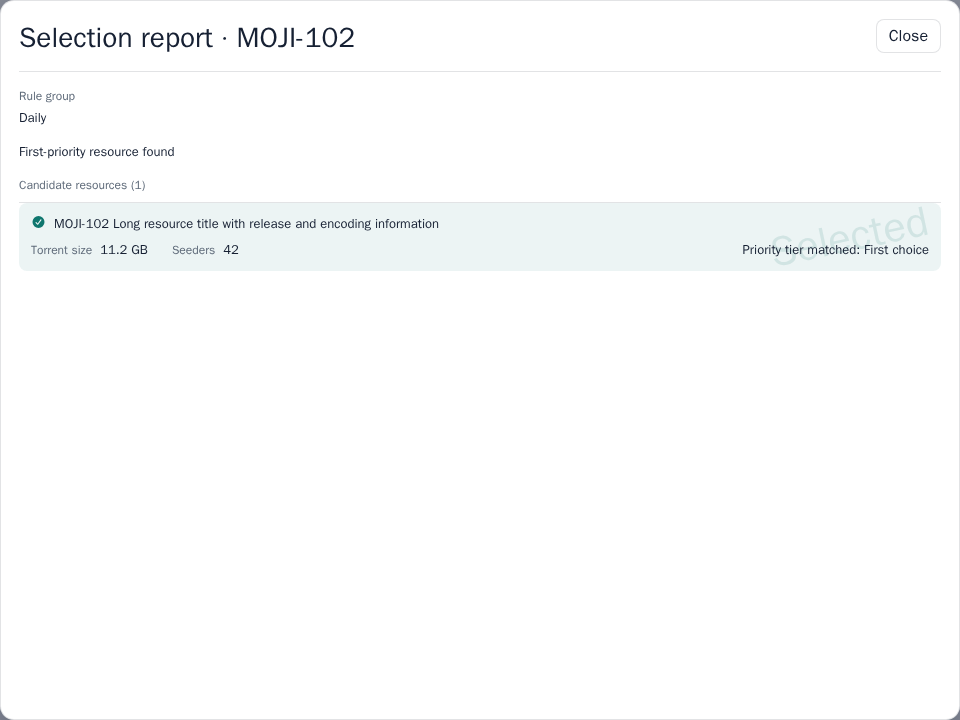 Selection report · MOJI-102
Close
Rule group
Daily
First-priority resource found
Candidate resources (1)
MOJI-102 Long resource title with release and encoding information
Selected
Torrent size 11.2 GB Seeders 42 Priority tier matched: First choice